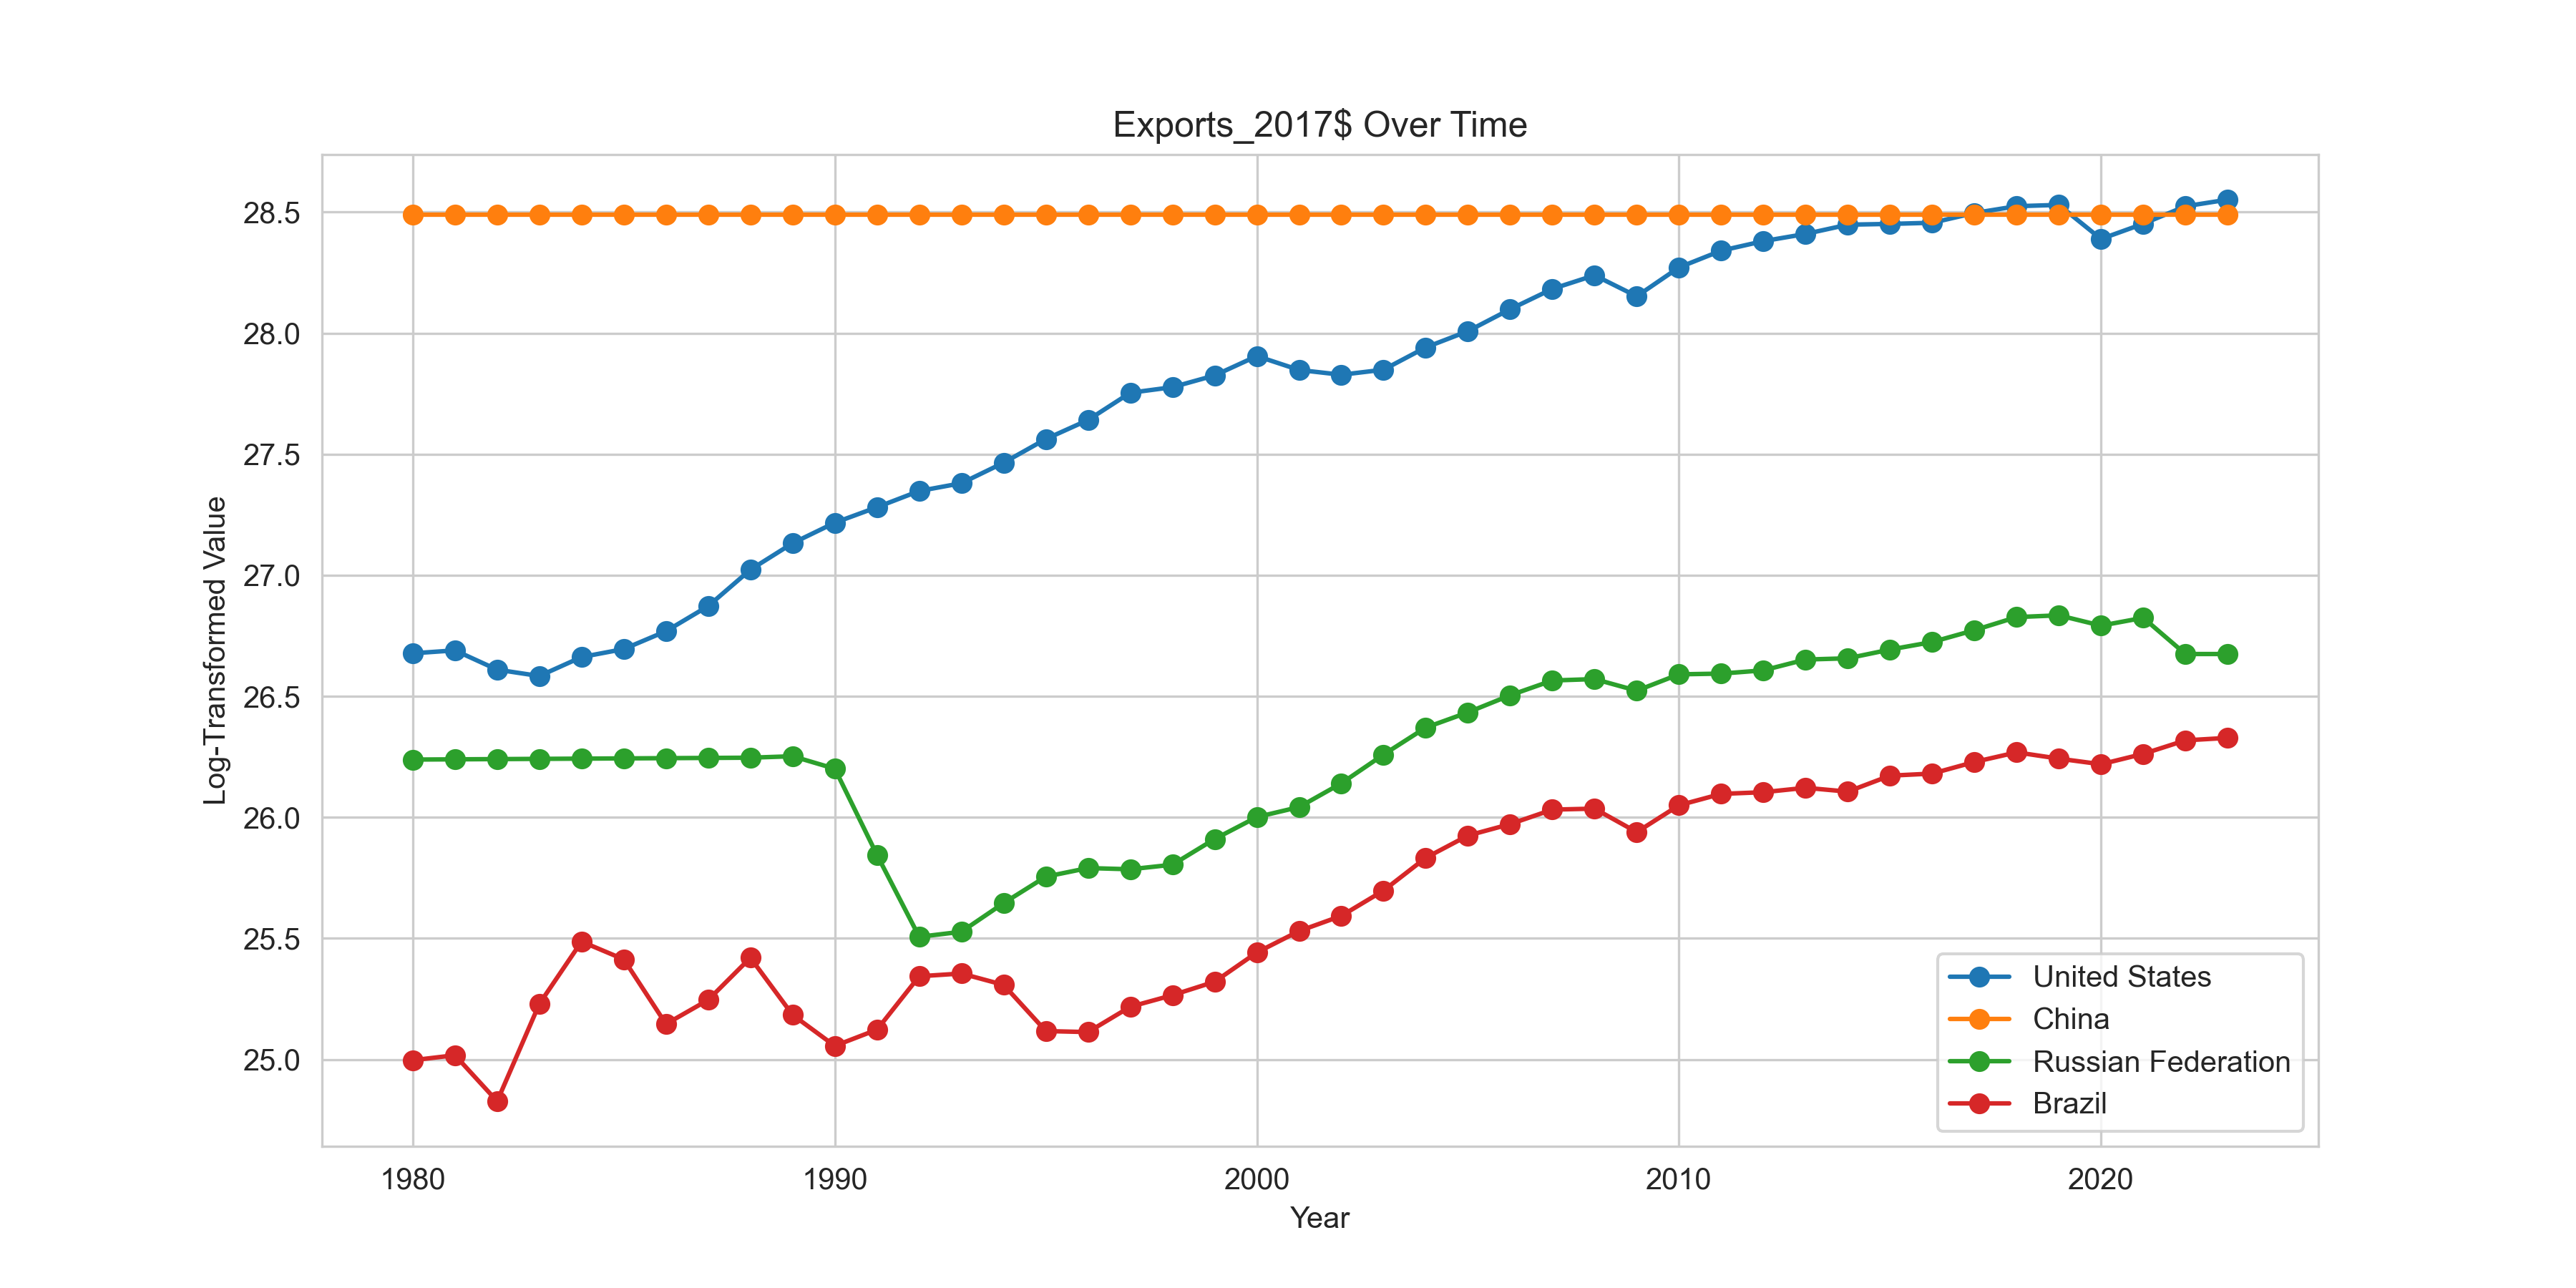 Exports_2017$ Over Time
Log-Transformed Value
28.5
28.0
27.5
27.0
26.5
26.0
25.5
25.0
United States
China
Russian Federation
Brazil
1980 1990 2000 2010 2020
Year